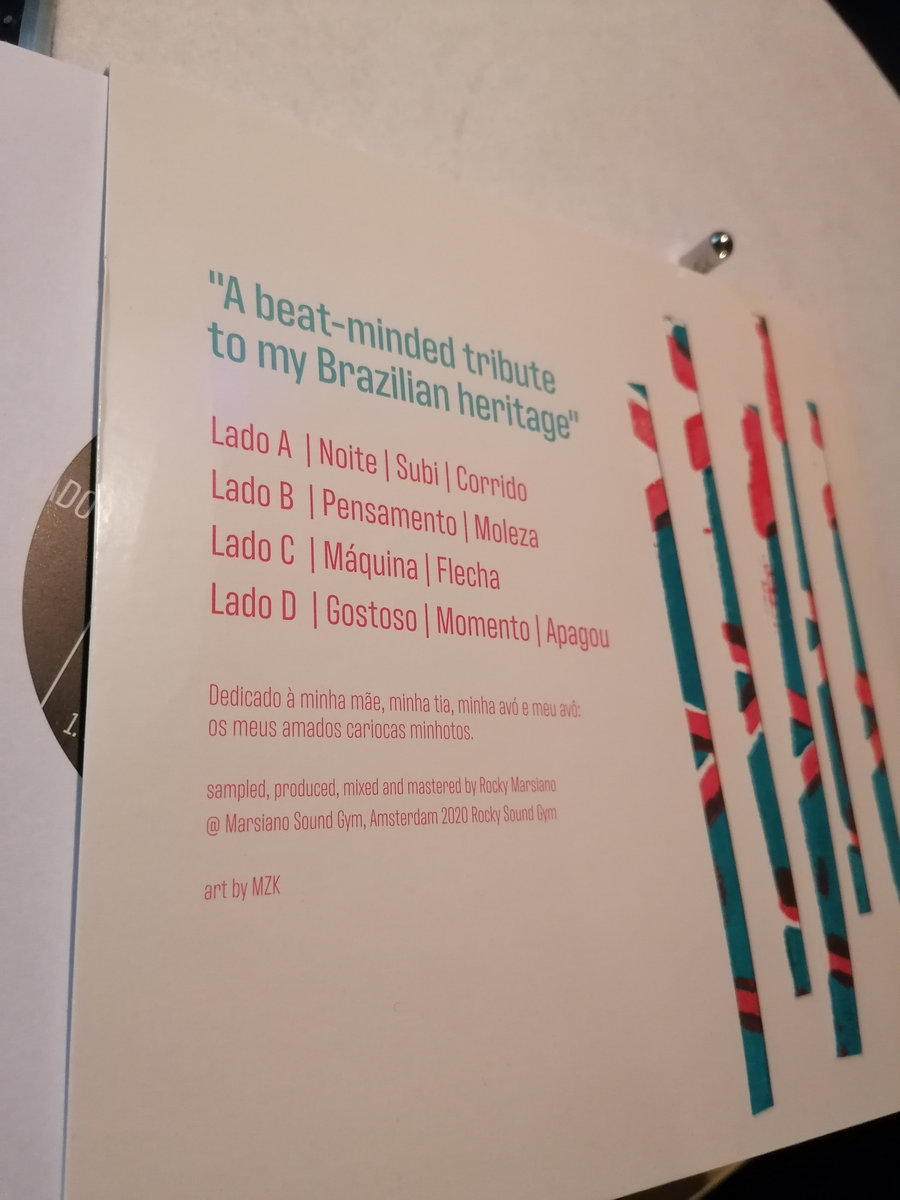 "A beat-minded tribute
to my Brazilian heritage"
Lado A | Noite | Subi | Corrido
Lado B | Pensamento | Moleza
Lado C | Máquina | Flecha
Lado D | Gostoso | Momento | Apagou
Dedicado à minha mãe, minha tia, minha avó e meu avô:
os meus amados cariocas minhotos.
sampled, produced, mixed and mastered by Rocky Marsiano
@ Marsiano Sound Gym, Amsterdam 2020 Rocky Sound Gym
art by MZK
1.